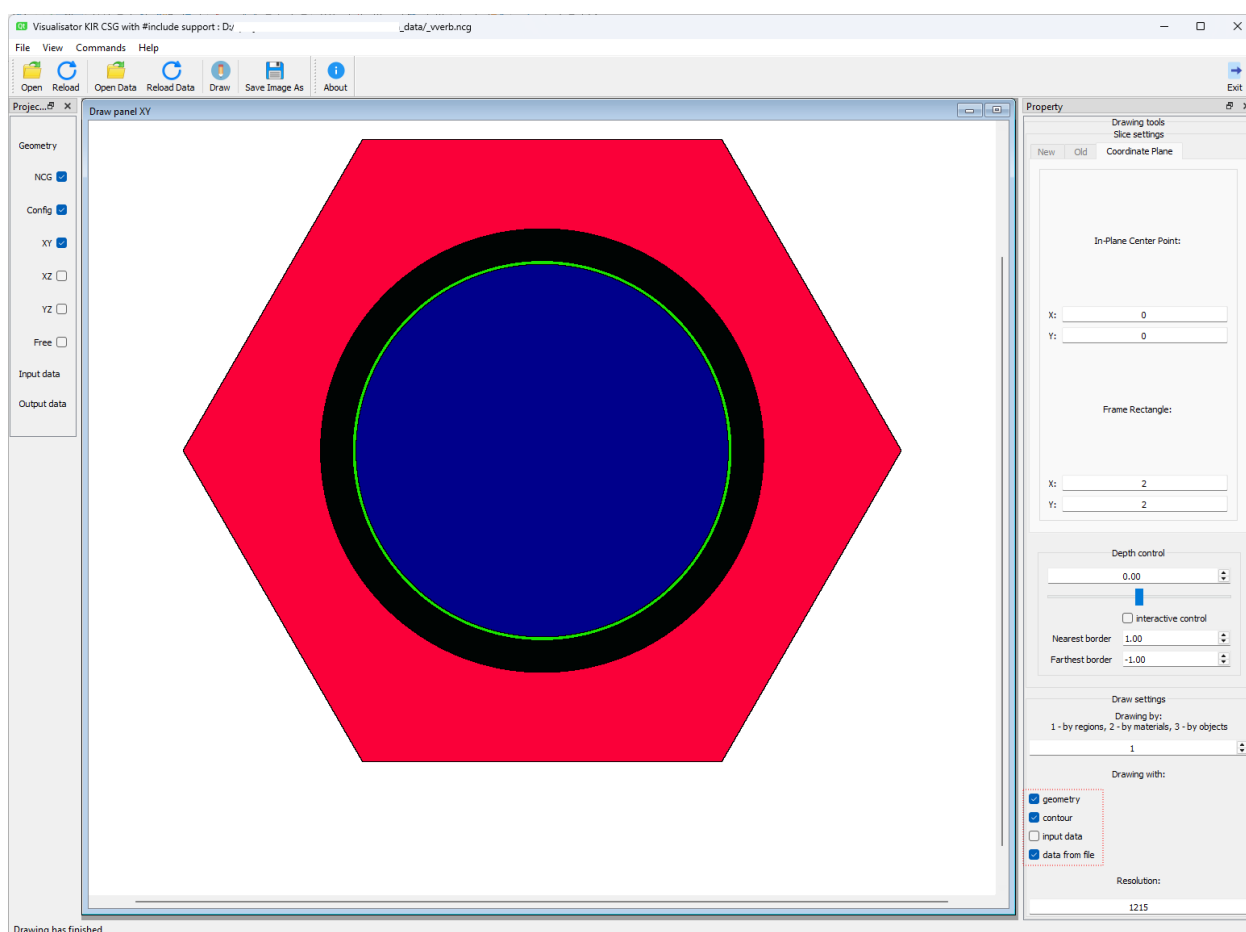 Visualisator KIR CSG with #include support : D:/ _data/_vverb.ncg
File View Commands Help
Open Reload Open Data Reload Data Draw Save Image As About Exit
Projec...
Draw panel XY
Property
Geometry
NCG
Config
XY
XZ
YZ
Free
Input data
Output data
Drawing tools
Slice settings
New Old Coordinate Plane
In-Plane Center Point:
X: 0
Y: 0
Frame Rectangle:
X: 2
Y: 2
Depth control
0.00
interactive control
Nearest border 1.00
Farthest border -1.00
Draw settings
Drawing by:
1 - by regions, 2 - by materials, 3 - by objects
1
Drawing with:
geometry
contour
input data
data from file
Resolution:
1215
Drawing has finished